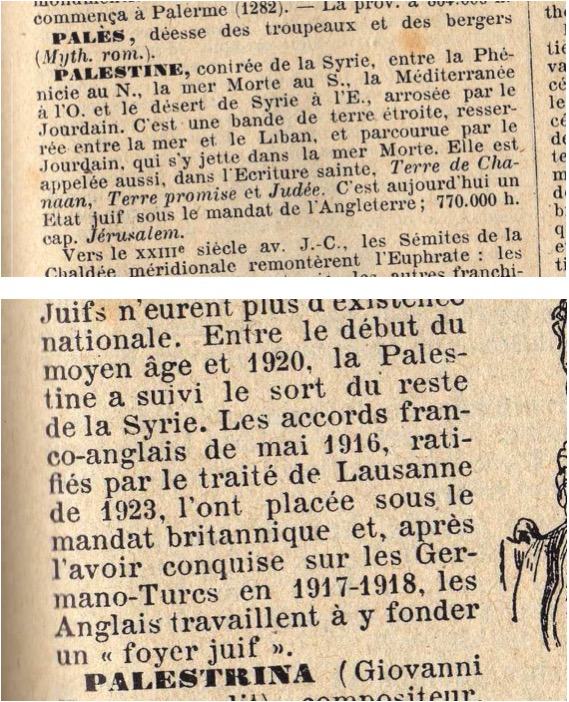 commença à Palerme (1282). — La prov. a
PALÈS, déesse des troupeaux et des bergers
(Myth. rom.).
PALESTINE, contrée de la Syrie, entre la Phé-
nicie au N., la mer Morte au S., la Méditerranée
à l'O. et le désert de Syrie à l'E., arrosée par le
Jourdain. C'est une bande de terre étroite, resser-
rée entre la mer et le Liban, et parcourue par le
Jourdain, qui s'y jette dans la mer Morte. Elle est
appelée aussi, dans l'Ecriture sainte, Terre de Cha-
naan, Terre promise et Judée. C'est aujourd'hui un
Etat juif sous le mandat de l'Angleterre; 770.000 h.
cap. Jérusalem.
Vers le XXIIIe siècle av. J.-C., les Sémites de la
Chaldée méridionale remontèrent l'Euphrate : les
les autres franchi-
Juifs n'eurent plus d'existence
nationale. Entre le début du
moyen âge et 1920, la Pales-
tine a suivi le sort du reste
de la Syrie. Les accords fran-
co-anglais de mai 1916, rati-
fiés par le traité de Lausanne
de 1923, l'ont placée sous le
mandat britannique et, après
l'avoir conquise sur les Ger-
mano-Turcs en 1917-1918, les
Anglais travaillent à y fonder
un « foyer juif ».
PALESTRINA (Giovanni
compositeur